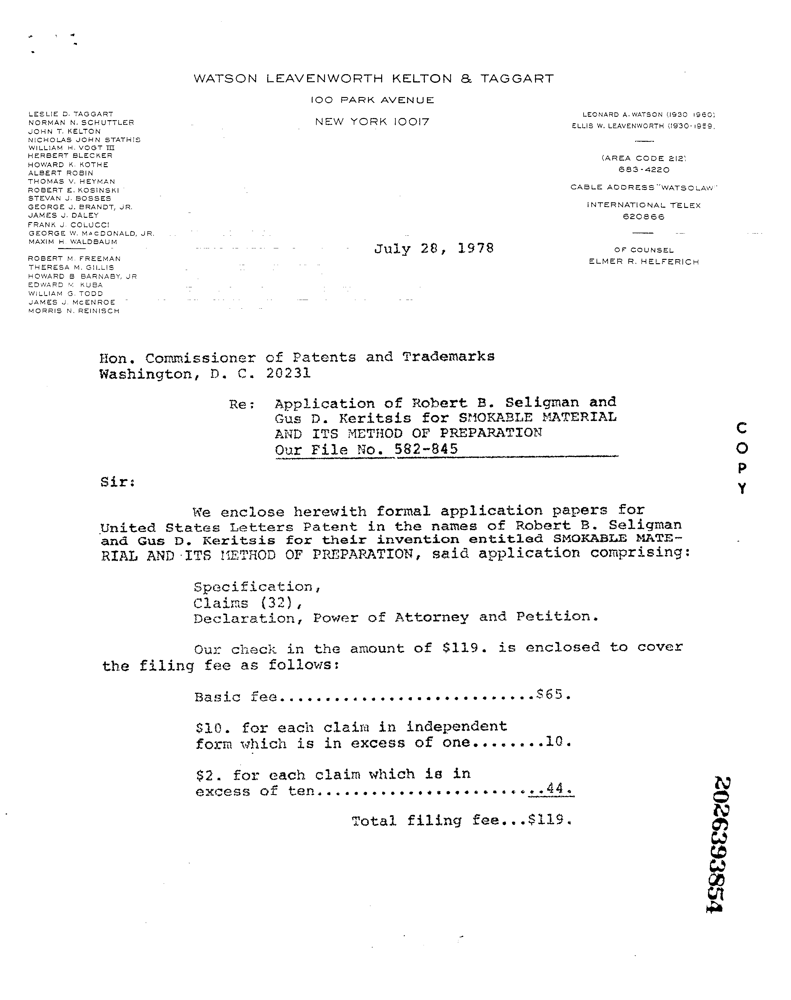 WATSON LEAVENWORTH KELTON & TAGGART
100 PARK AVENUE
NEW YORK 10017
LESLIE D. TAGGART
NORMAN N. SCHUTTLER
JOHN T. KELTON
NICHOLAS JOHN STATHIS
WILLIAM H. VOGT III
HERBERT BLECKER
HOWARD K. KOTHE
ALBERT ROBIN
THOMAS V. HEYMAN
ROBERT E. KOSINSKI
STEVAN J. BOSSES
GEORGE J. BRANDT, JR.
JAMES J. DALEY
FRANK J. COLUCCI
GEORGE W. MACDONALD, JR.
MAXIM H. WALDBAUM
ROBERT M. FREEMAN
THERESA M. GILLIS
HOWARD B. BARNABY, JR
EDWARD M. KUBA
WILLIAM G. TODD
JAMES J. McENROE
MORRIS N. REINISCH
LEONARD A. WATSON (1930-1960)
ELLIS W. LEAVENWORTH (1930-1959)
(AREA CODE 212)
683-4220
CABLE ADDRESS "WATSOLAW"
INTERNATIONAL TELEX
620866
OF COUNSEL
ELMER R. HELFERICH
July 28, 1978
Hon. Commissioner of Patents and Trademarks
Washington, D. C. 20231
Re: Application of Robert B. Seligman and
Gus D. Keritsis for SMOKABLE MATERIAL
AND ITS METHOD OF PREPARATION
Our File No. 582-845
COPY
Sir:
We enclose herewith formal application papers for
United States Letters Patent in the names of Robert B. Seligman
and Gus D. Keritsis for their invention entitled SMOKABLE MATE-
RIAL AND ITS METHOD OF PREPARATION, said application comprising:
Specification,
Claims (32),
Declaration, Power of Attorney and Petition.
Our check in the amount of $119. is enclosed to cover
the filing fee as follows:
Basic fee............................$65.
$10. for each claim in independent
form which is in excess of one........10.
$2. for each claim which is in
excess of ten.........................44.
Total filing fee...$119.
2026393854